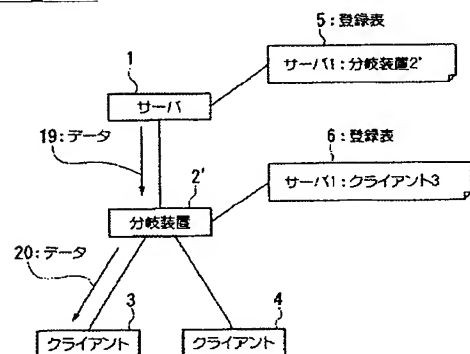 5:登録表
1
サーバ1:分岐装置2'
サーバ
19:データ
6:登録表
2'
サーバ1:クライアント3
分岐装置
20:データ
3
4
クライアント
クライアント